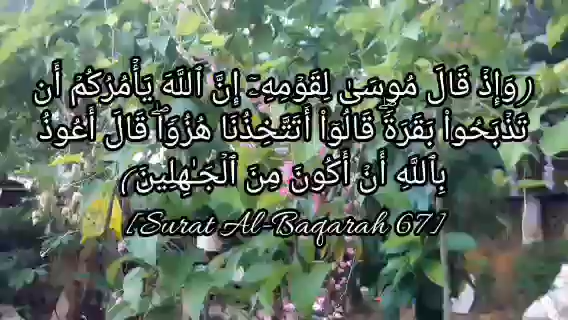 (وَإِذۡ قَالَ مُوسَىٰ لِقَوۡمِهِۦٓ إِنَّ ٱللَّهَ يَأۡمُرُكُمۡ أَن
تَذۡبَحُواْ بَقَرَةٗۖ قَالُوٓاْ أَتَتَّخِذُنَا هُزُوٗاۖ قَالَ أَعُوذُ
بِٱللَّهِ أَنۡ أَكُونَ مِنَ ٱلۡجَٰهِلِينَ)
[Surat Al-Baqarah 67]